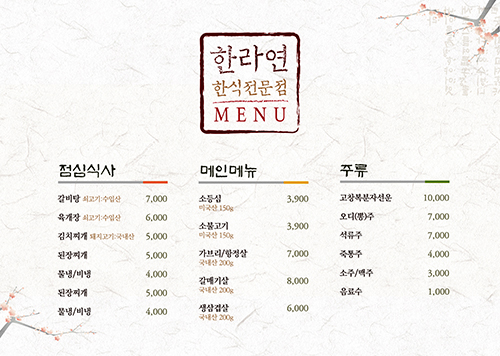 한라연
한식전문점
MENU
점심식사
갈비탕 쇠고기:수입산 7,000
육개장 쇠고기:수입산 6,000
김치찌개 돼지고기:국내산 5,000
된장찌개 5,000
물냉/비냉 4,000
된장찌개 5,000
물냉/비냉 4,000
메인메뉴
소등심 3,900
미국산 150g
소불고기 3,900
미국산 150g
가브리/항정살 7,000
국내산 200g
갈매기살 8,000
국내산 200g
생삼겹살 6,000
국내산 200g
주류
고창복분자선운 10,000
오디(뽕)주 7,000
석류주 7,000
죽통주 4,000
소주/맥주 3,000
음료수 1,000